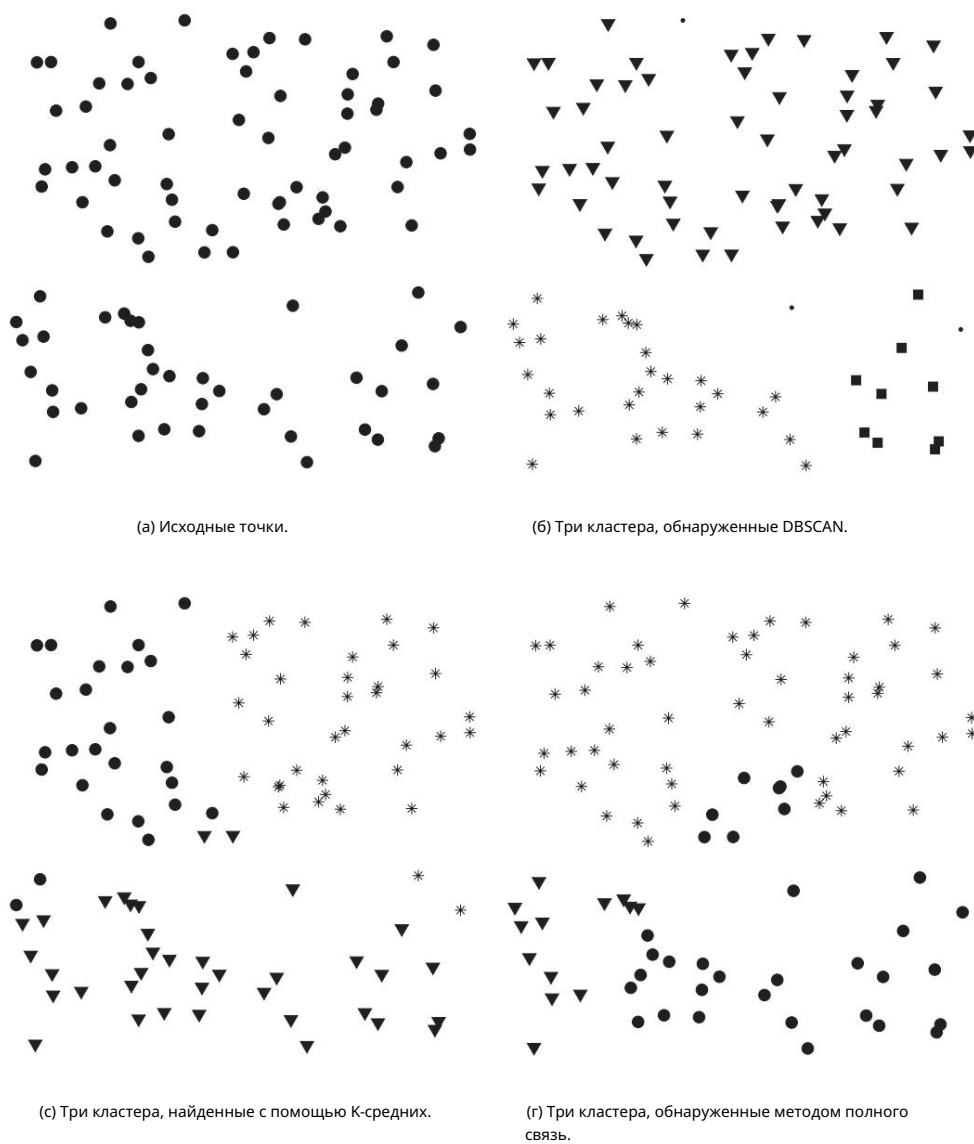 (а) Исходные точки.
(б) Три кластера, обнаруженные DBSCAN.
(с) Три кластера, найденные с помощью K-средних.
(г) Три кластера, обнаруженные методом полного
связь.